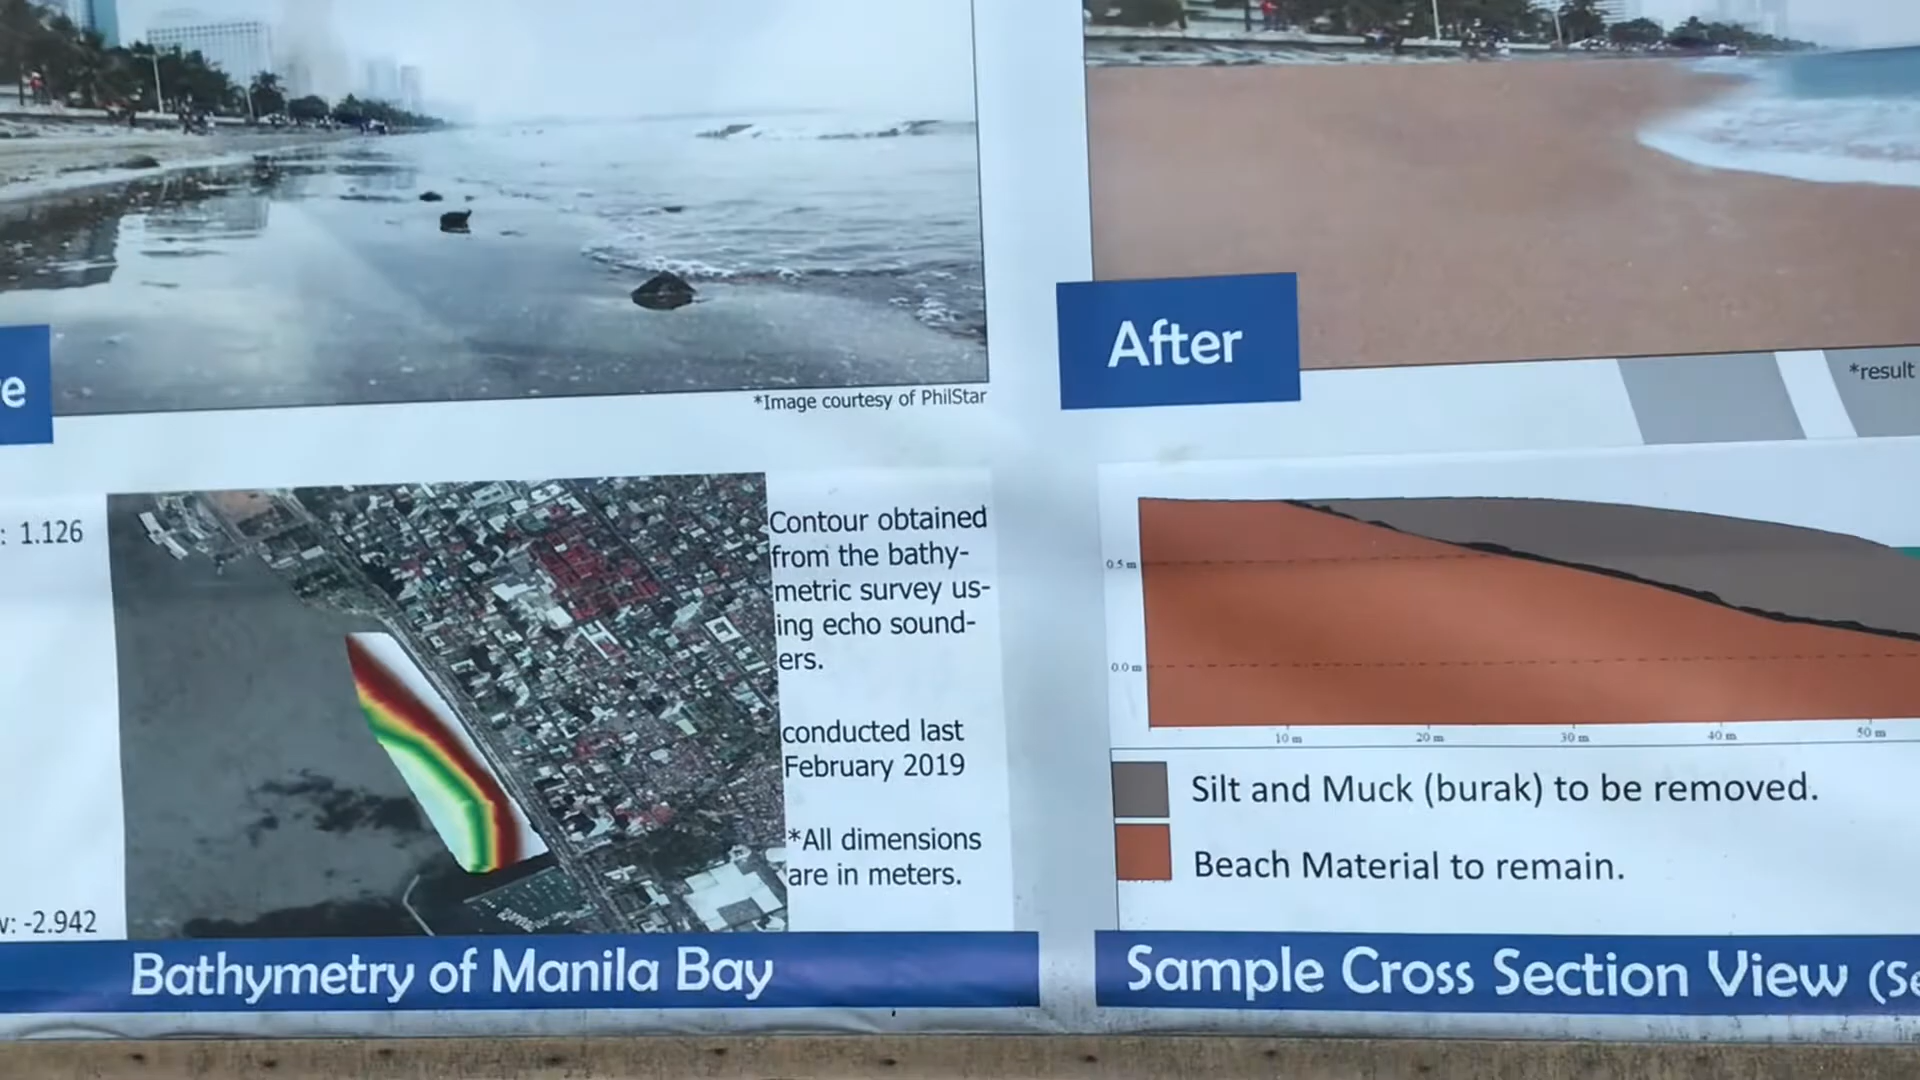 e
*Image courtesy of PhilStar
After
*result
: 1.126
Contour obtained
from the bathy-
metric survey us-
ing echo sound-
ers.
conducted last
February 2019
*All dimensions
are in meters.
w: -2.942
Bathymetry of Manila Bay
0.5 m
0.0 m
10 m
20 m
30 m
40 m
50 m
Silt and Muck (burak) to be removed.
Beach Material to remain.
Sample Cross Section View (Se